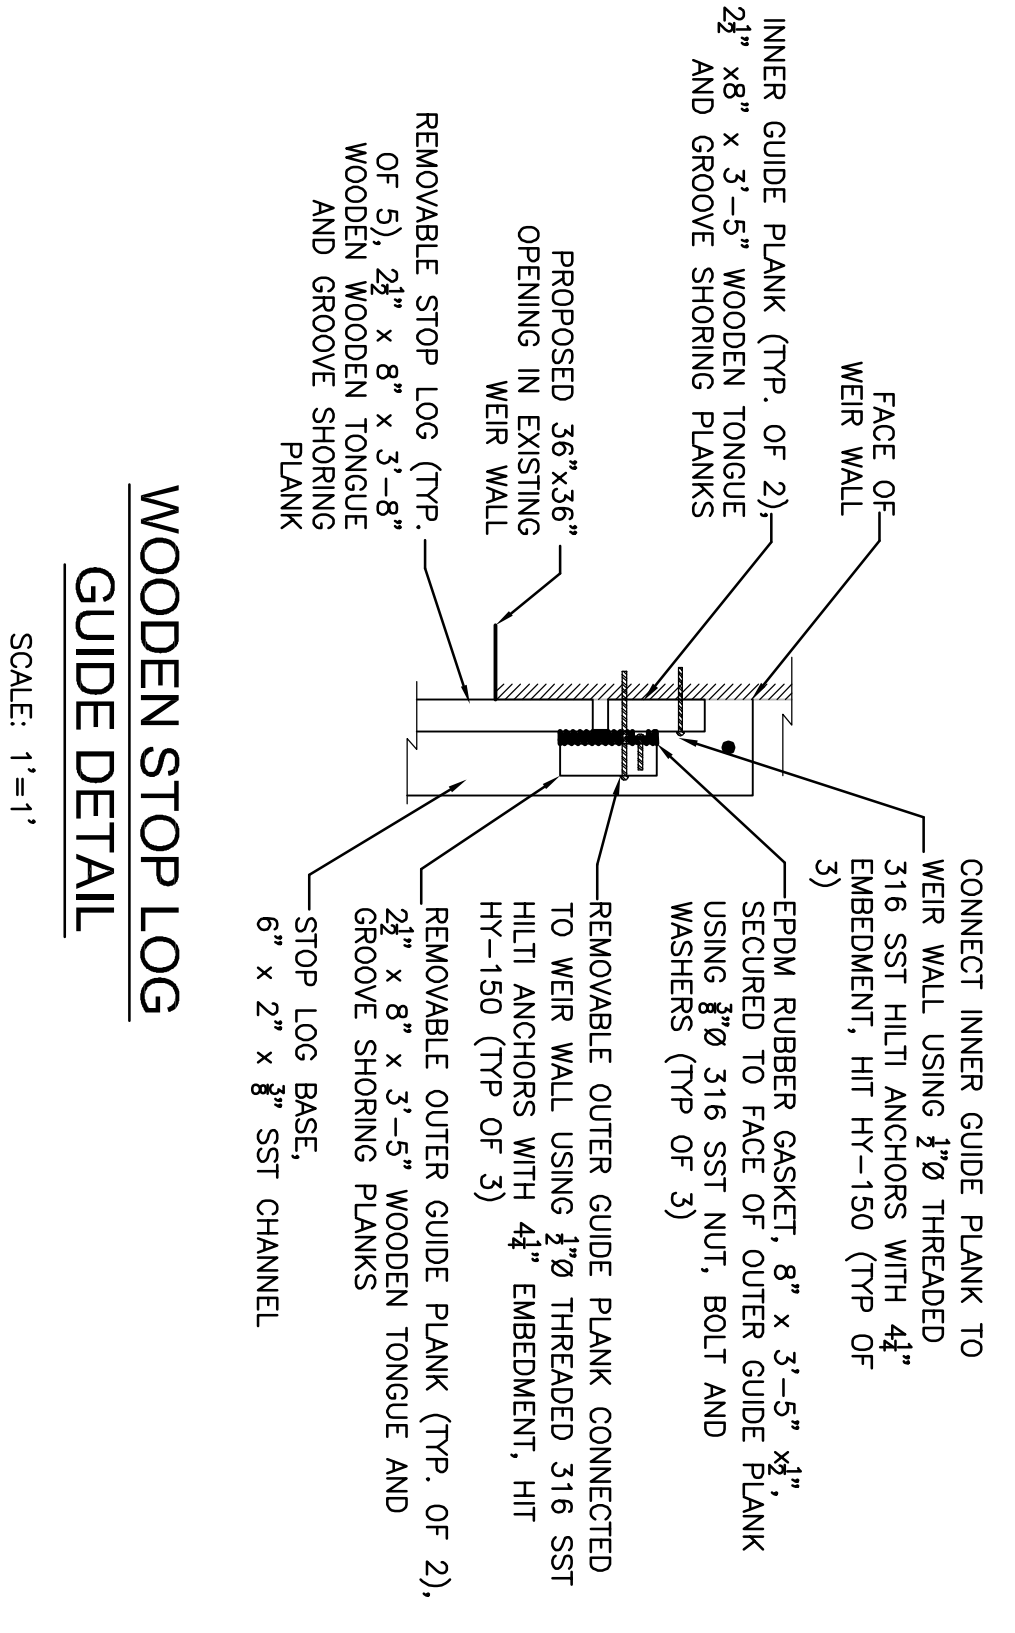 INNER GUIDE PLANK (TYP. OF 2),
2½" x8" x 3'-5" WOODEN TONGUE
AND GROOVE SHORING PLANKS
FACE OF
WEIR WALL
PROPOSED 36"x36"
OPENING IN EXISTING
WEIR WALL
REMOVABLE STOP LOG (TYP.
OF 5), 2½" x 8" x 3'-8"
WOODEN WOODEN TONGUE
AND GROOVE SHORING
PLANK
CONNECT INNER GUIDE PLANK TO
WEIR WALL USING ½"Ø THREADED
316 SST HILTI ANCHORS WITH 4¼"
EMBEDMENT, HIT HY-150 (TYP OF
3)
EPDM RUBBER GASKET, 8" x 3'-5" x½",
SECURED TO FACE OF OUTER GUIDE PLANK
USING ⅜"Ø 316 SST NUT, BOLT AND
WASHERS (TYP OF 3)
REMOVABLE OUTER GUIDE PLANK CONNECTED
TO WEIR WALL USING ½"Ø THREADED 316 SST
HILTI ANCHORS WITH 4¼" EMBEDMENT, HIT
HY-150 (TYP OF 3)
REMOVABLE OUTER GUIDE PLANK (TYP. OF 2),
2½" x 8" x 3'-5" WOODEN TONGUE AND
GROOVE SHORING PLANKS
STOP LOG BASE,
6" x 2" x ⅜" SST CHANNEL
WOODEN STOP LOG
GUIDE DETAIL
SCALE: 1'=1'